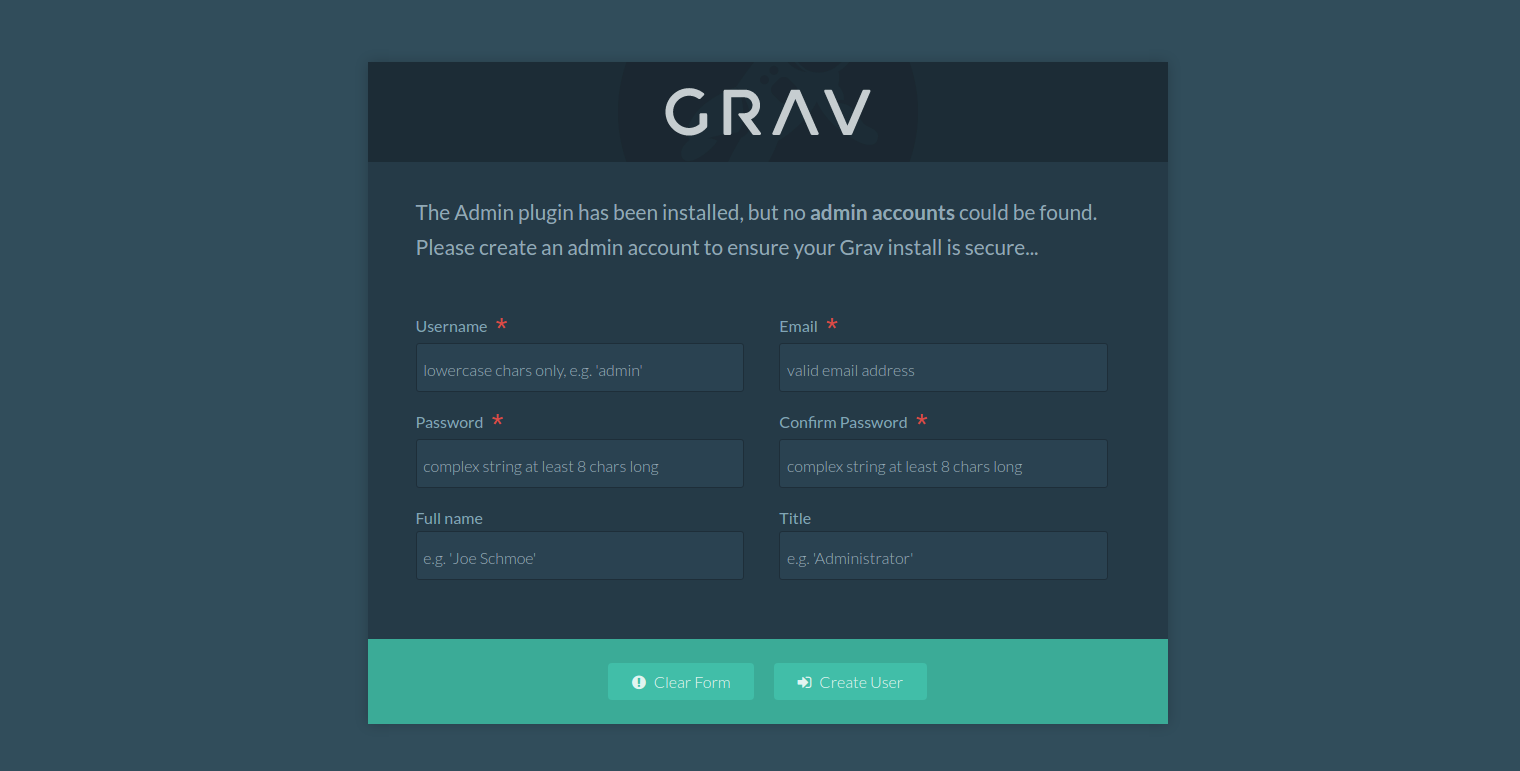 GRAV
The Admin plugin has been installed, but no admin accounts could be found.
Please create an admin account to ensure your Grav install is secure...
Username *
Email *
lowercase chars only, e.g. 'admin'
valid email address
Password *
Confirm Password *
complex string at least 8 chars long
complex string at least 8 chars long
Full name
Title
e.g. 'Joe Schmoe'
e.g. 'Administrator'
Clear Form
Create User